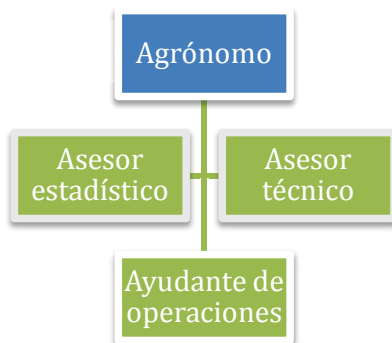 Agrónomo
Asesor
estadístico
Asesor
técnico
Ayudante de
operaciones